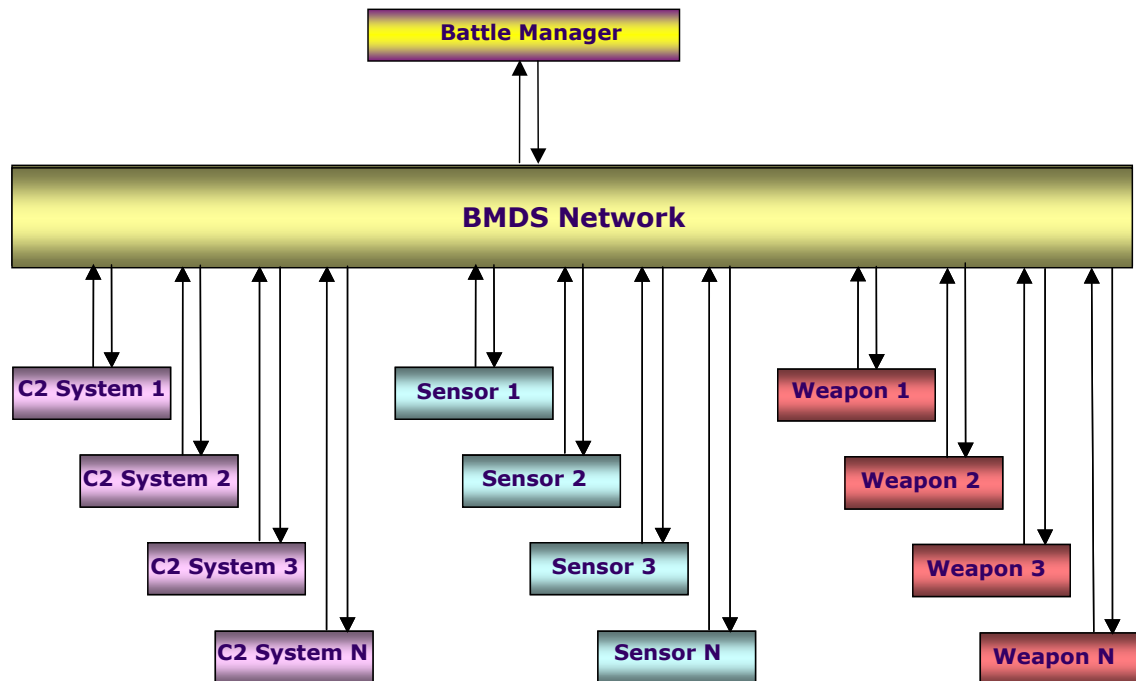 Battle Manager
BMDS Network
C2 System 1
Sensor 1
Weapon 1
C2 System 2
Sensor 2
Weapon 2
C2 System 3
Sensor 3
Weapon 3
C2 System N
Sensor N
Weapon N